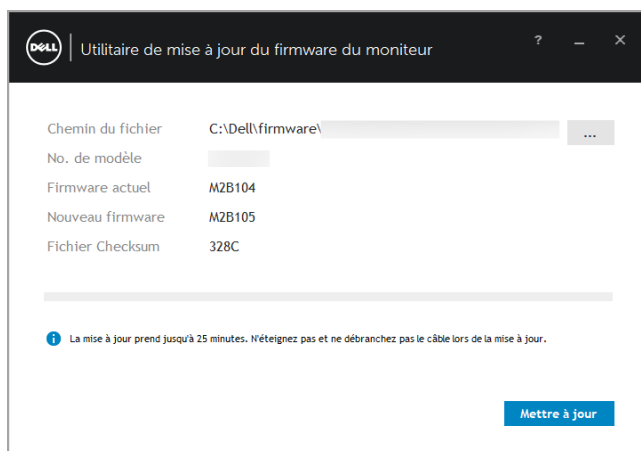 DELL Utilitaire de mise à jour du firmware du moniteur ?
Chemin du fichier C:\Dell\firmware\ ...
No. de modèle
Firmware actuel M2B104
Nouveau firmware M2B105
Fichier Checksum 328C
La mise à jour prend jusqu'à 25 minutes. N'éteignez pas et ne débranchez pas le câble lors de la mise à jour.
Mettre à jour